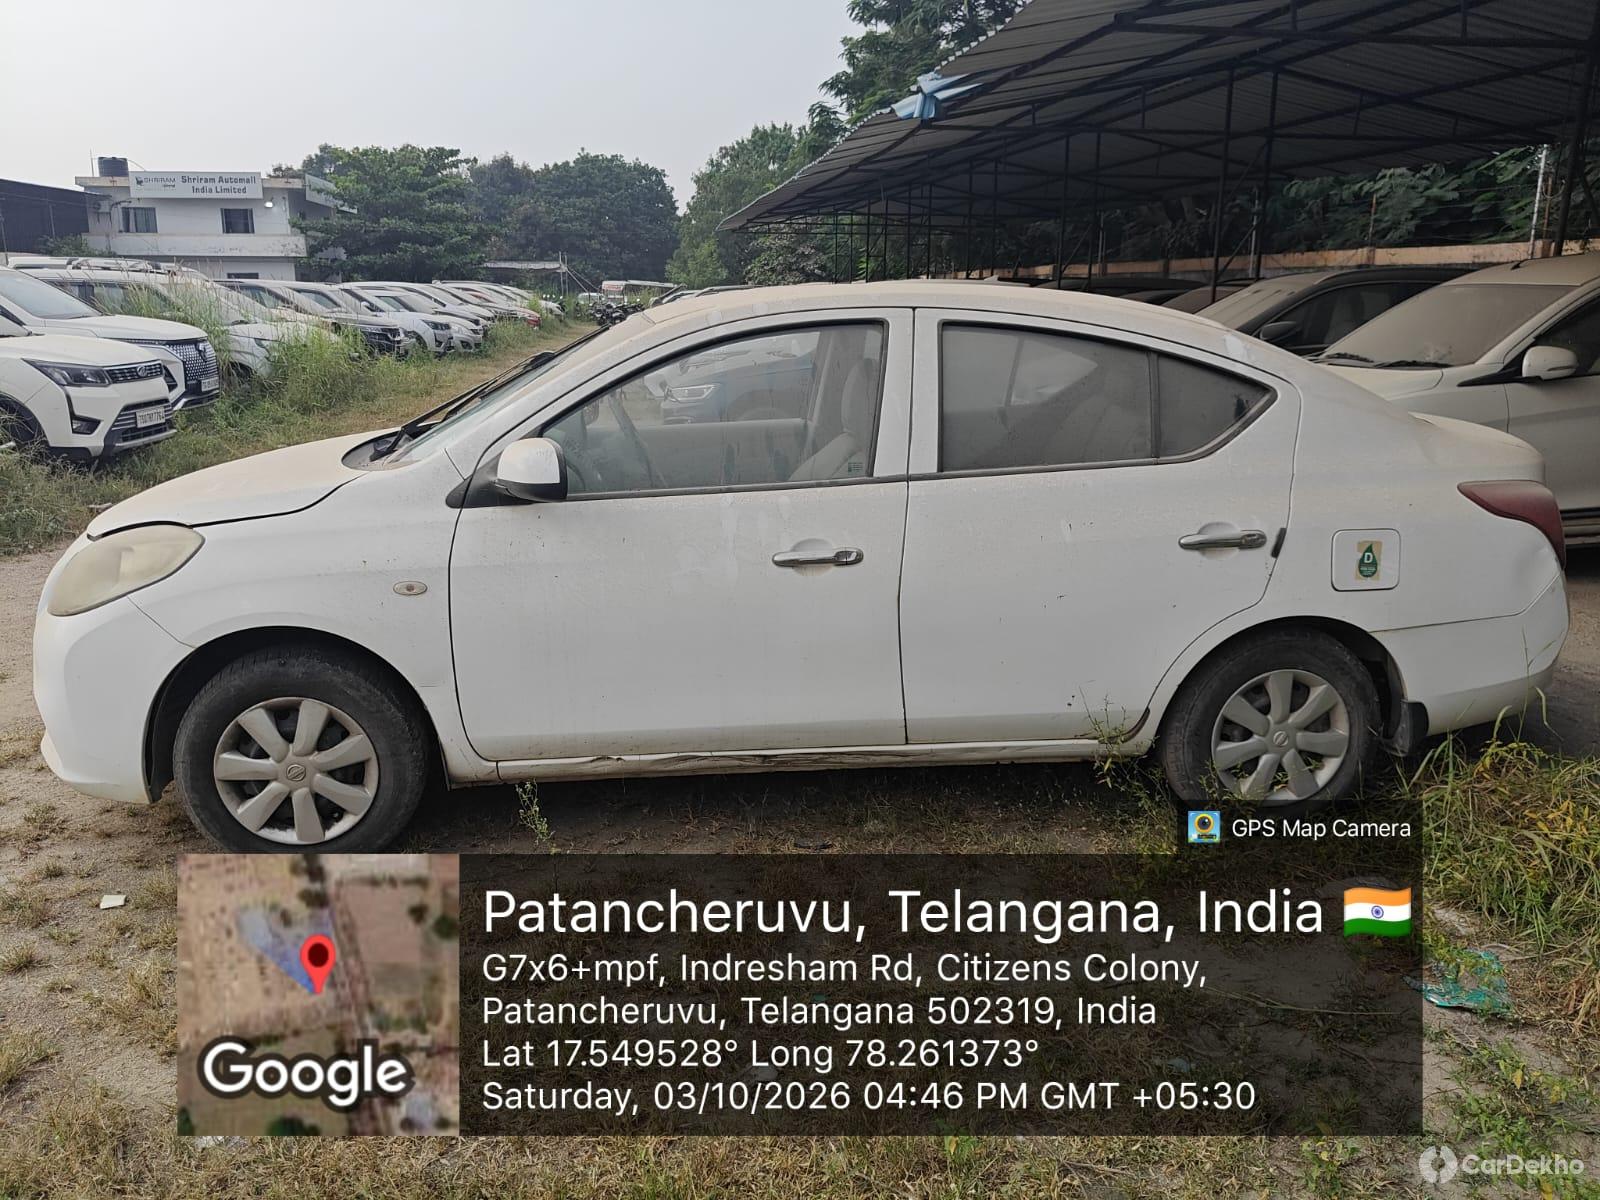 SHRIRAM Shriram Automall
India Limited
D
GPS Map Camera
Google
Patancheruvu, Telangana, India
G7x6+mpf, Indresham Rd, Citizens Colony,
Patancheruvu, Telangana 502319, India
Lat 17.549528° Long 78.261373°
Saturday, 03/10/2026 04:46 PM GMT +05:30
CarDekho